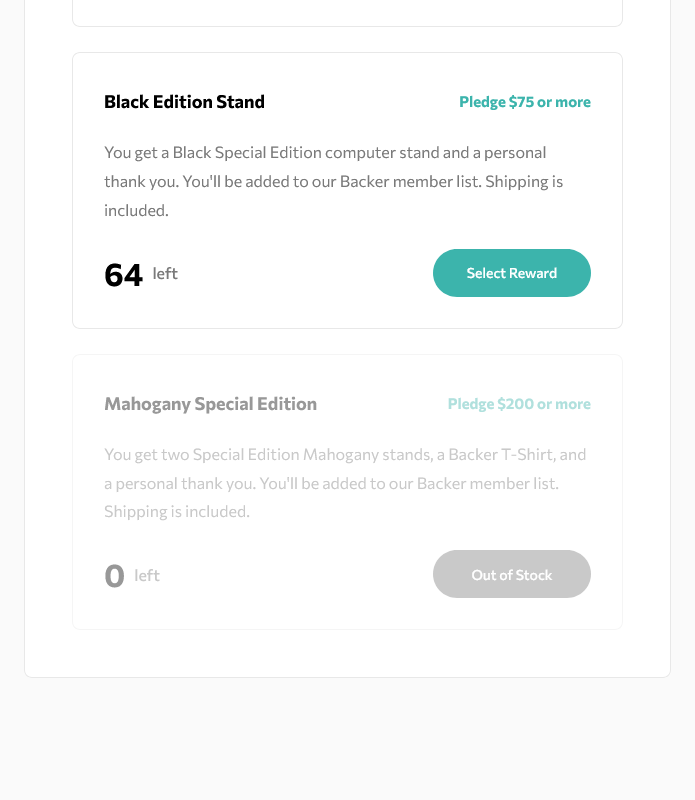 Black Edition Stand
Pledge $75 or more
You get a Black Special Edition computer stand and a personal
thank you. You'll be added to our Backer member list. Shipping is
included.
64 left
Select Reward
Mahogany Special Edition
Pledge $200 or more
You get two Special Edition Mahogany stands, a Backer T-Shirt, and
a personal thank you. You'll be added to our Backer member list.
Shipping is included.
0 left
Out of Stock